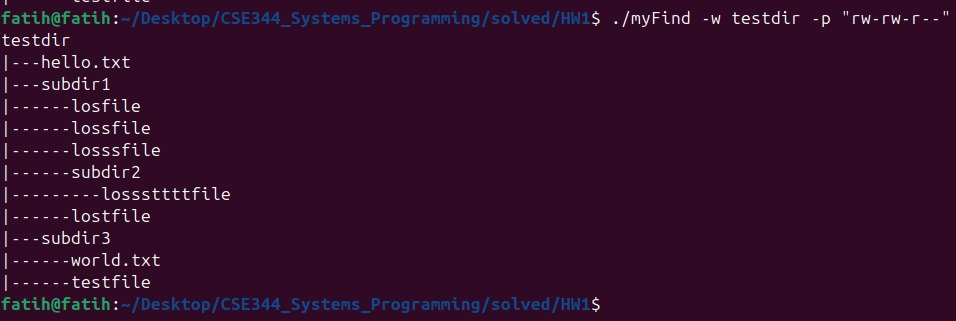 fatih@fatih:~/Desktop/CSE344_Systems_Programming/solved/HW1$ ./myFind -w testdir -p "rw-rw-r--"
testdir
|---hello.txt
|---subdir1
|------losfile
|------lossfile
|------losssfile
|------subdir2
|---------losssttttfile
|------lostfile
|---subdir3
|------world.txt
|------testfile
fatih@fatih:~/Desktop/CSE344_Systems_Programming/solved/HW1$